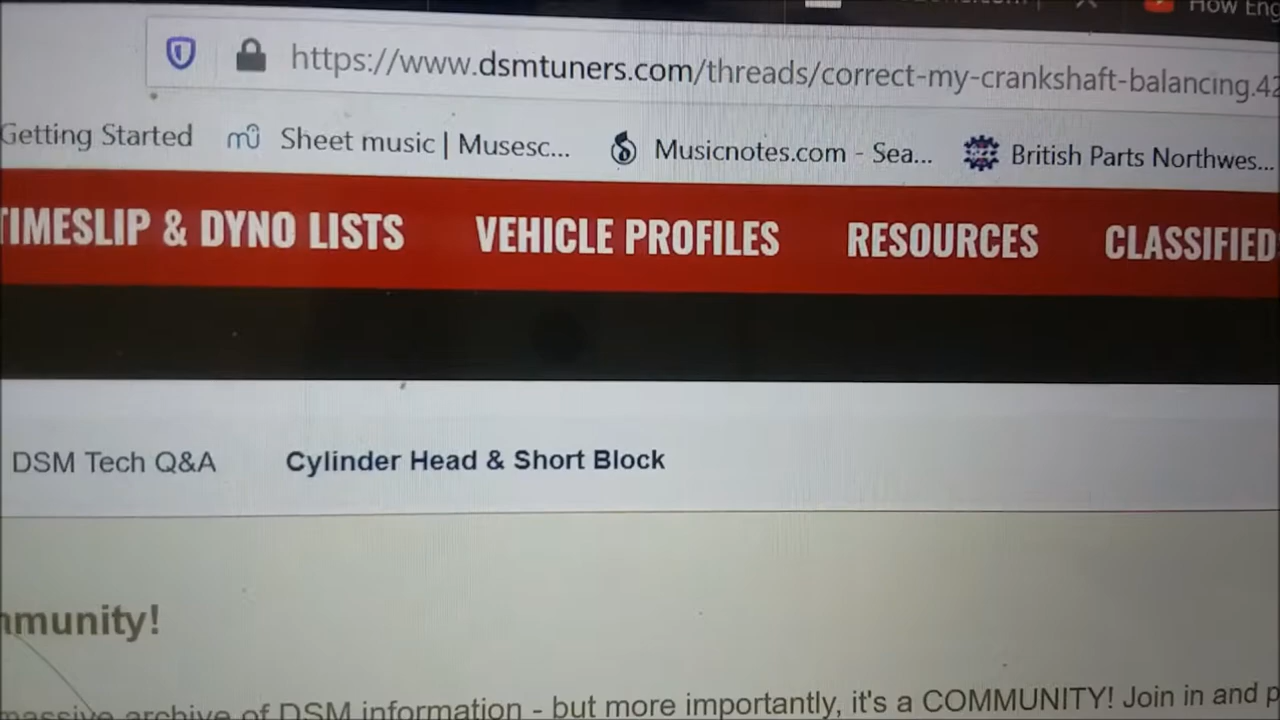 How Eng
https://www.dsmtuners.com/threads/correct-my-crankshaft-balancing.42
Getting Started Sheet music | Musesc... Musicnotes.com - Sea... British Parts Northwes...
TIMESLIP & DYNO LISTS VEHICLE PROFILES RESOURCES CLASSIFIED
DSM Tech Q&A Cylinder Head & Short Block
mmunity!
massive archive of DSM information - but more importantly, it's a COMMUNITY! Join in and p